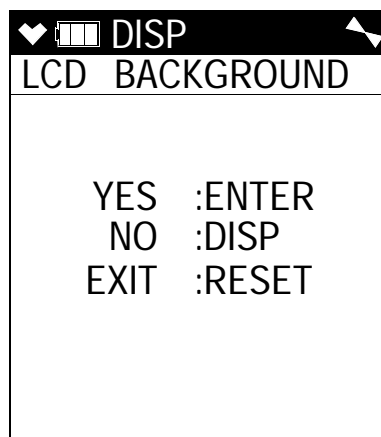 DISP
LCD BACKGROUND
YES :ENTER
NO :DISP
EXIT :RESET